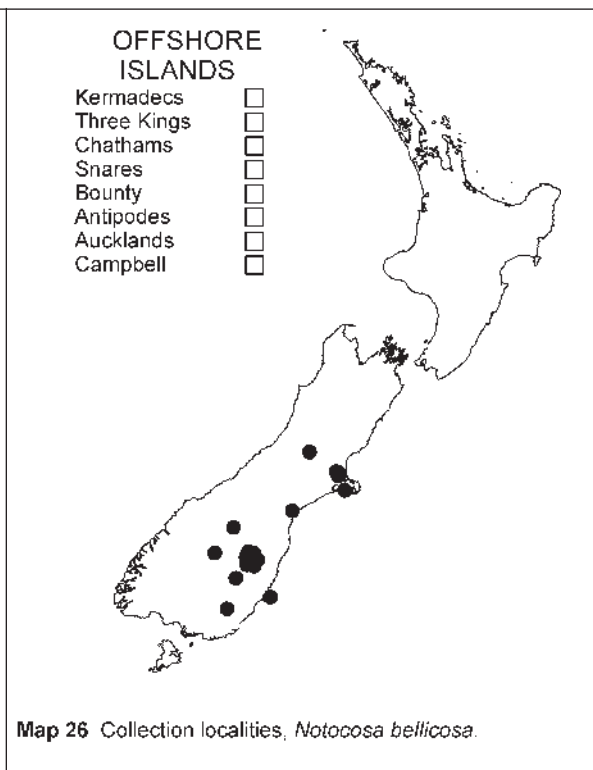 OFFSHORE
ISLANDS
Kermadecs
Three Kings
Chathams
Snares
Bounty
Antipodes
Aucklands
Campbell
Map 26 Collection localities, Notocosa bellicosa.